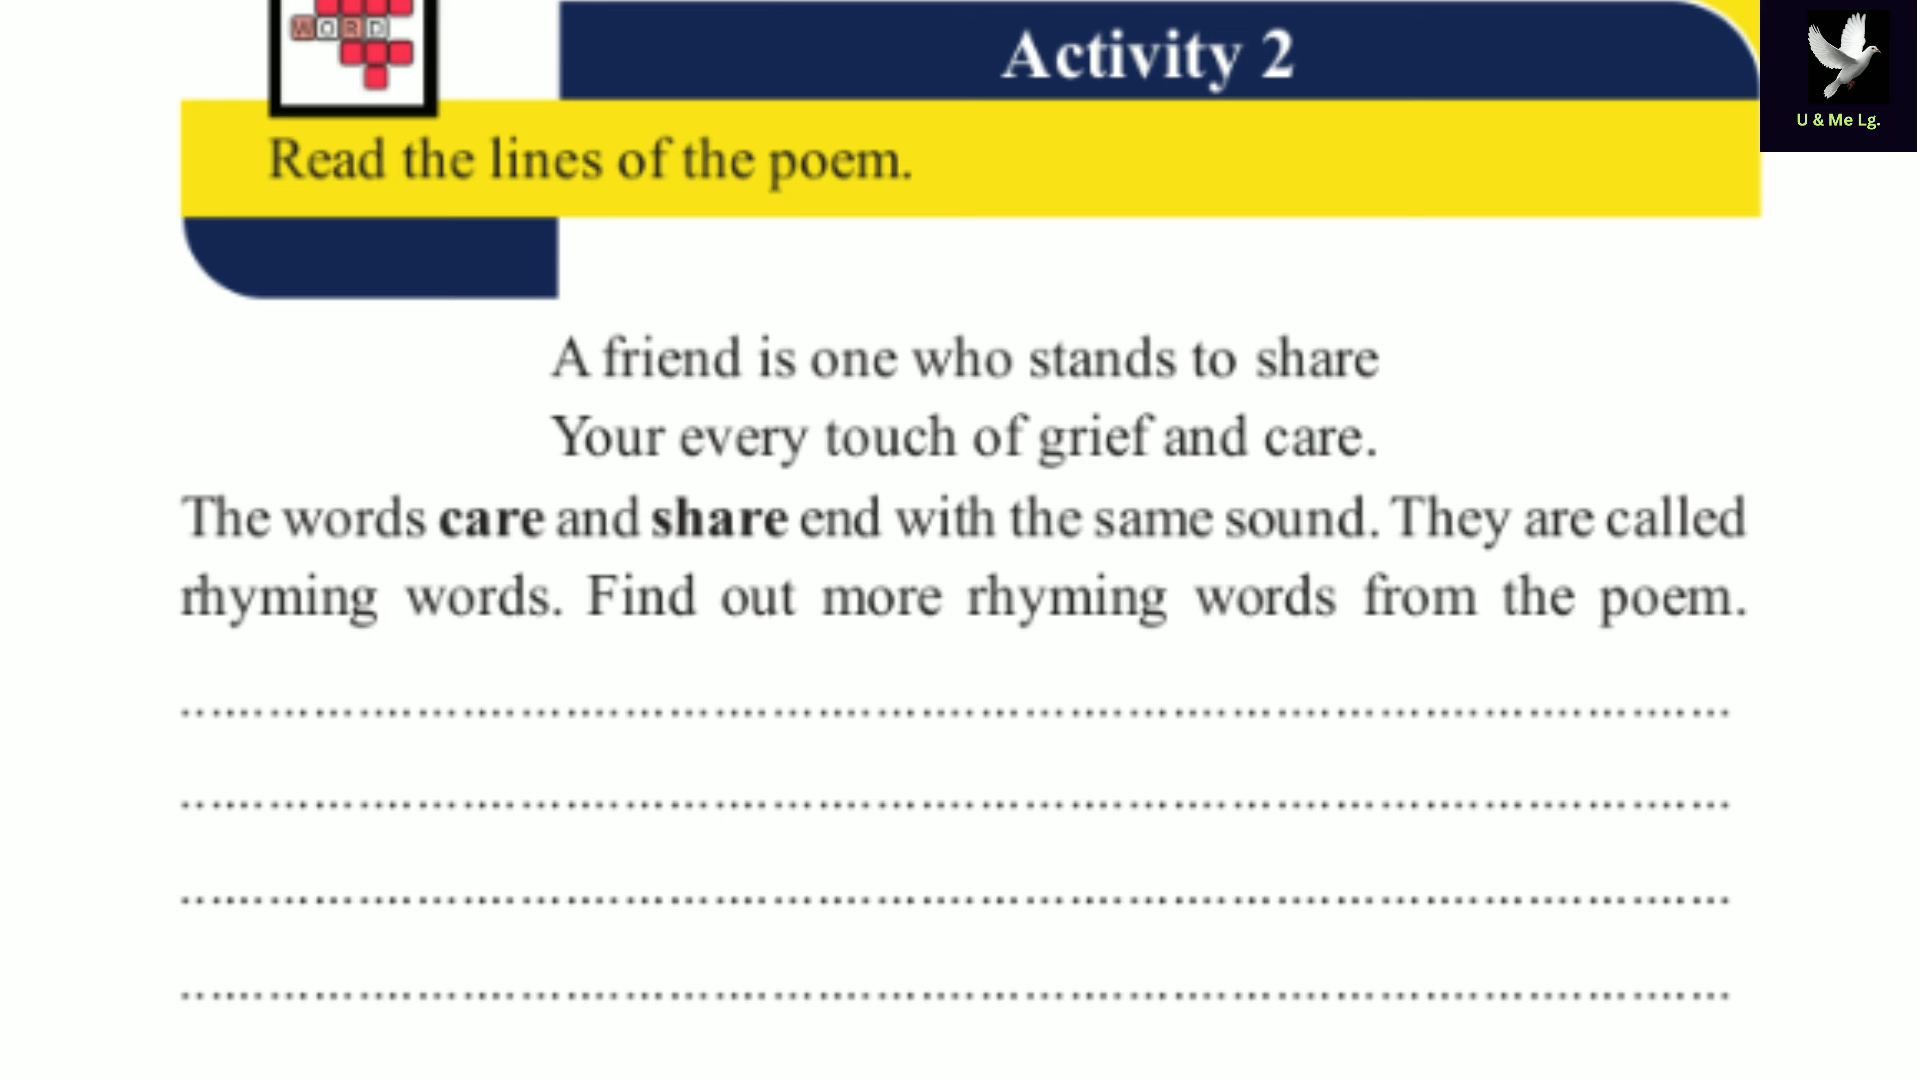 WORD
Activity 2
U & Me Lg.
Read the lines of the poem.
A friend is one who stands to share
Your every touch of grief and care.
The words care and share end with the same sound. They are called
rhyming words. Find out more rhyming words from the poem.